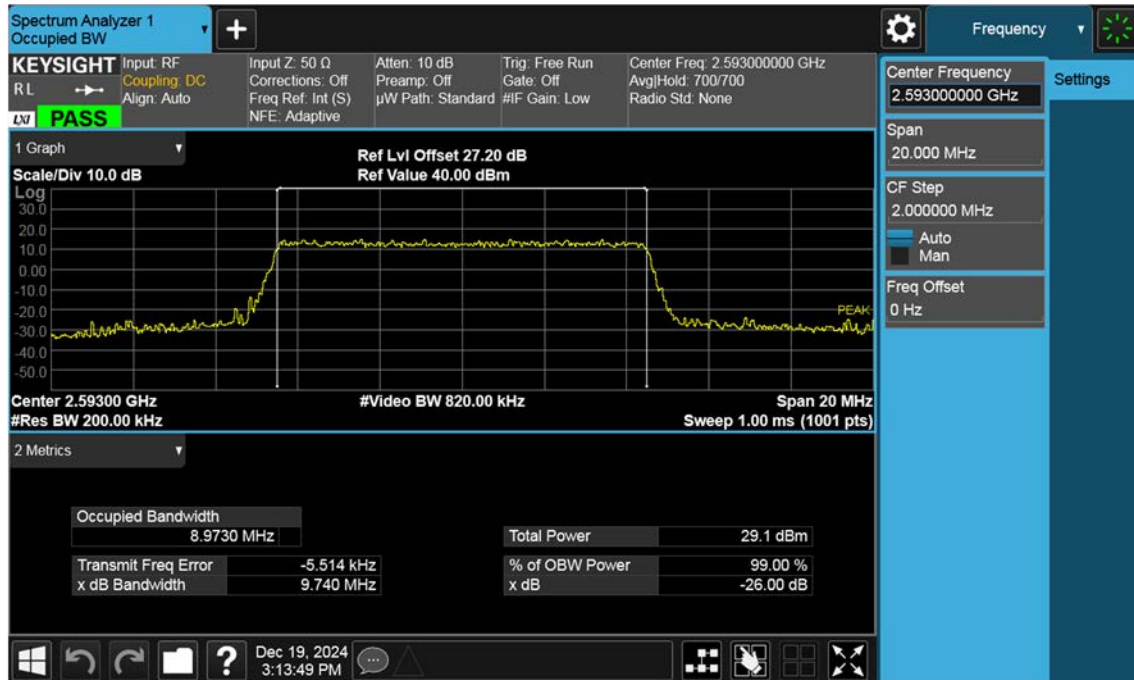 Spectrum Analyzer 1
Occupied BW
+
Frequency
KEYSIGHT
R L
LXI PASS
Input: RF
Coupling: DC
Align: Auto
Input Z: 50 Ω
Corrections: Off
Freq Ref: Int (S)
NFE: Adaptive
Atten: 10 dB
Preamp: Off
µW Path: Standard
Trig: Free Run
Gate: Off
#IF Gain: Low
Center Freq: 2.593000000 GHz
Avg|Hold: 700/700
Radio Std: None
Center Frequency
2.593000000 GHz
Settings
Span
20.000 MHz
CF Step
2.000000 MHz
Auto
Man
Freq Offset
0 Hz
1 Graph
Scale/Div 10.0 dB
Ref Lvl Offset 27.20 dB
Ref Value 40.00 dBm
Log
30.0
20.0
10.0
0.00
-10.0
-20.0
-30.0
-40.0
-50.0
PEAK
Center 2.59300 GHz
#Res BW 200.00 kHz
#Video BW 820.00 kHz
Span 20 MHz
Sweep 1.00 ms (1001 pts)
2 Metrics
Occupied Bandwidth
8.9730 MHz
Transmit Freq Error -5.514 kHz
x dB Bandwidth 9.740 MHz
Total Power 29.1 dBm
% of OBW Power 99.00 %
x dB -26.00 dB
?
Dec 19, 2024
3:13:49 PM